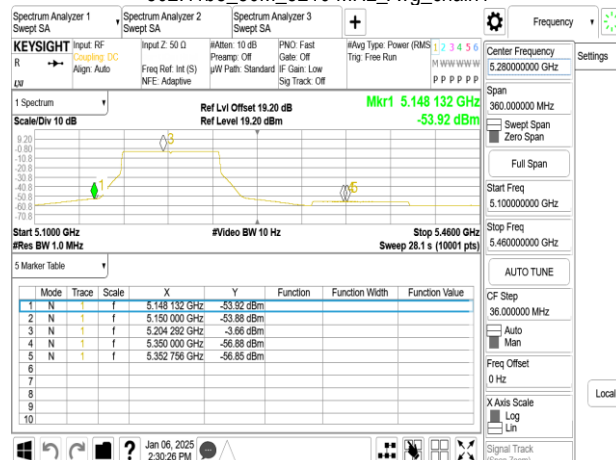 Spectrum Analyzer 1
Swept SA
Spectrum Analyzer 2
Swept SA
Spectrum Analyzer 3
Swept SA
+
Frequency
KEYSIGHT
R
LXI
Input: RF
Coupling: DC
Align: Auto
Input Z: 50 Ω
Freq Ref: Int (S)
NFE: Adaptive
#Atten: 10 dB
Preamp: Off
µW Path: Standard
PNO: Fast
Gate: Off
IF Gain: Low
Sig Track: Off
#Avg Type: Power (RMS
Trig: Free Run
1 2 3 4 5 6
M W W W W W
P P P P P P
Center Frequency
5.280000000 GHz
Settings
Span
360.000000 MHz
Swept Span
Zero Span
Full Span
Start Freq
5.100000000 GHz
Stop Freq
5.460000000 GHz
AUTO TUNE
CF Step
36.000000 MHz
Auto
Man
Freq Offset
0 Hz
X Axis Scale
Log
Lin
Signal Track
Local
1 Spectrum
Scale/Div 10 dB
Ref Lvl Offset 19.20 dB
Ref Level 19.20 dBm
Mkr1 5.148 132 GHz
-53.92 dBm
9.20
-0.80
-10.8
-20.8
-30.8
-40.8
-50.8
-60.8
-70.8
1
3
5
Start 5.1000 GHz
#Res BW 1.0 MHz
#Video BW 10 Hz
Stop 5.4600 GHz
Sweep 28.1 s (10001 pts)
5 Marker Table
Mode Trace Scale X Y Function Function Width Function Value
1 N 1 f 5.148 132 GHz -53.92 dBm
2 N 1 f 5.150 000 GHz -53.88 dBm
3 N 1 f 5.204 292 GHz -3.66 dBm
4 N 1 f 5.350 000 GHz -56.88 dBm
5 N 1 f 5.352 756 GHz -56.85 dBm
6
7
8
9
10
?
Jan 06, 2025
2:30:26 PM